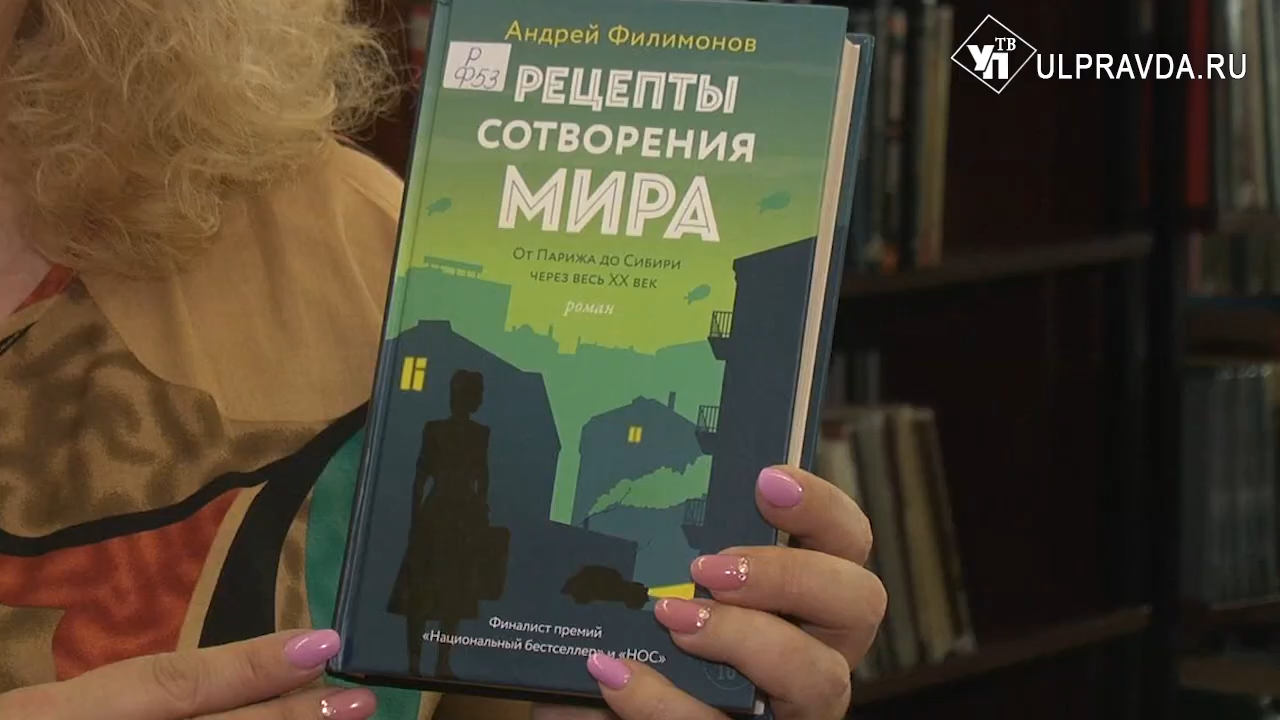 Андрей Филимонов
Р
Ф53
РЕЦЕПТЫ
СОТВОРЕНИЯ
МИРА
От Парижа до Сибири
через весь XX век
роман
Финалист премий
«Национальный бестселлер» и «НОС»
УП ТВ
ULPRAVDA.RU